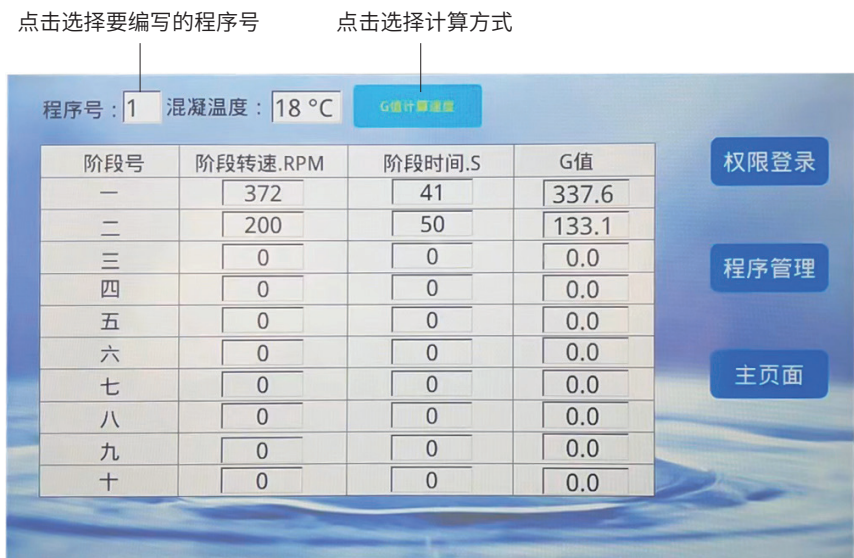 点击选择要编写的程序号 点击选择计算方式
程序号：1 混凝温度： 18 °C G值计算速度
阶段号 阶段转速.RPM 阶段时间.S G值
一 372 41 337.6
二 200 50 133.1
三 0 0 0.0
四 0 0 0.0
五 0 0 0.0
六 0 0 0.0
七 0 0 0.0
八 0 0 0.0
九 0 0 0.0
十 0 0 0.0
权限登录
程序管理
主页面